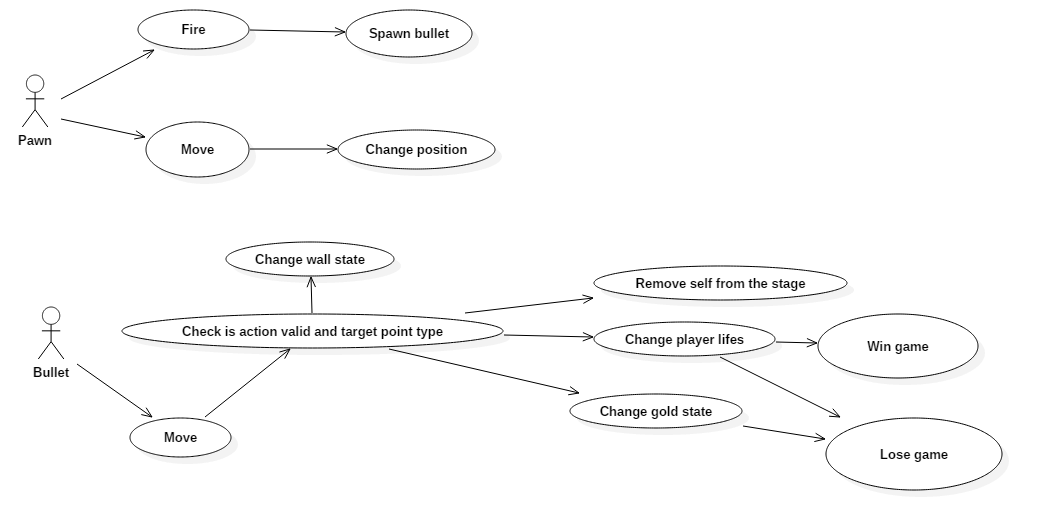 Fire
Spawn bullet
Pawn
Move
Change position
Change wall state
Remove self from the stage
Check is action valid and target point type
Change player lifes
Win game
Bullet
Change gold state
Move
Lose game